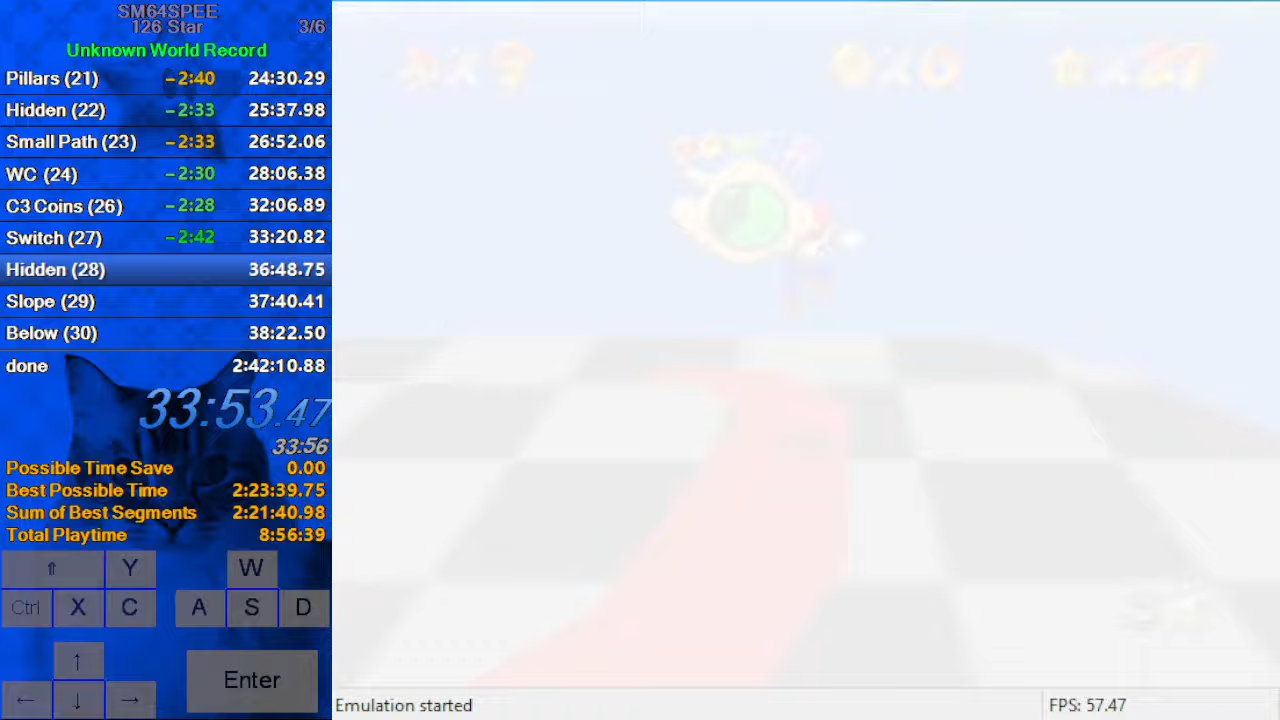 SM64SPEE
126 Star 3/6
Unknown World Record
Pillars (21) -2:40 24:30.29
Hidden (22) -2:33 25:37.98
Small Path (23) -2:33 26:52.06
WC (24) -2:30 28:06.38
C3 Coins (26) -2:28 32:06.89
Switch (27) -2:42 33:20.82
Hidden (28) 36:48.75
Slope (29) 37:40.41
Below (30) 38:22.50
done 2:42:10.88
33:53.47
33:56
Possible Time Save 0.00
Best Possible Time 2:23:39.75
Sum of Best Segments 2:21:40.98
Total Playtime 8:56:39
⇧ Y W
Ctrl X C A S D
↑
Enter
← ↓ →
Emulation started FPS: 57.47